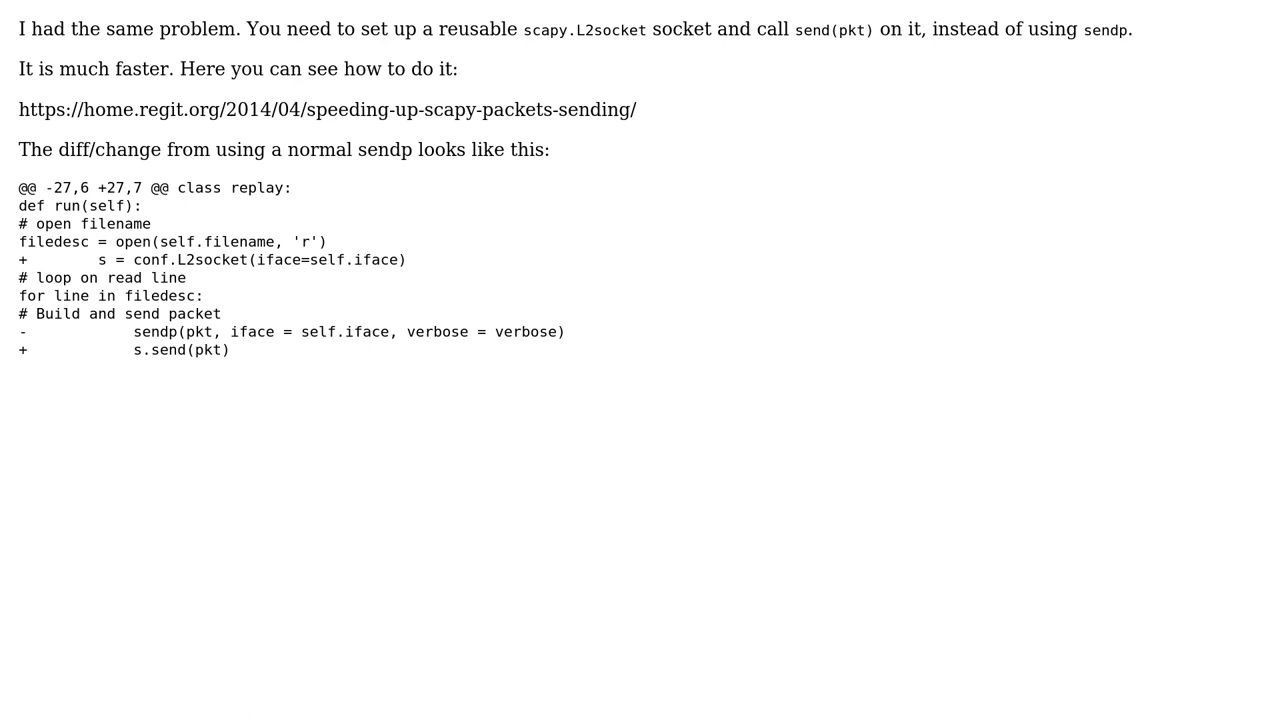 I had the same problem. You need to set up a reusable scapy.L2socket socket and call send(pkt) on it, instead of using sendp.
It is much faster. Here you can see how to do it:
https://home.regit.org/2014/04/speeding-up-scapy-packets-sending/
The diff/change from using a normal sendp looks like this:
@@ -27,6 +27,7 @@ class replay:
def run(self):
# open filename
filedesc = open(self.filename, 'r')
+        s = conf.L2socket(iface=self.iface)
# loop on read line
for line in filedesc:
# Build and send packet
-            sendp(pkt, iface = self.iface, verbose = verbose)
+            s.send(pkt)